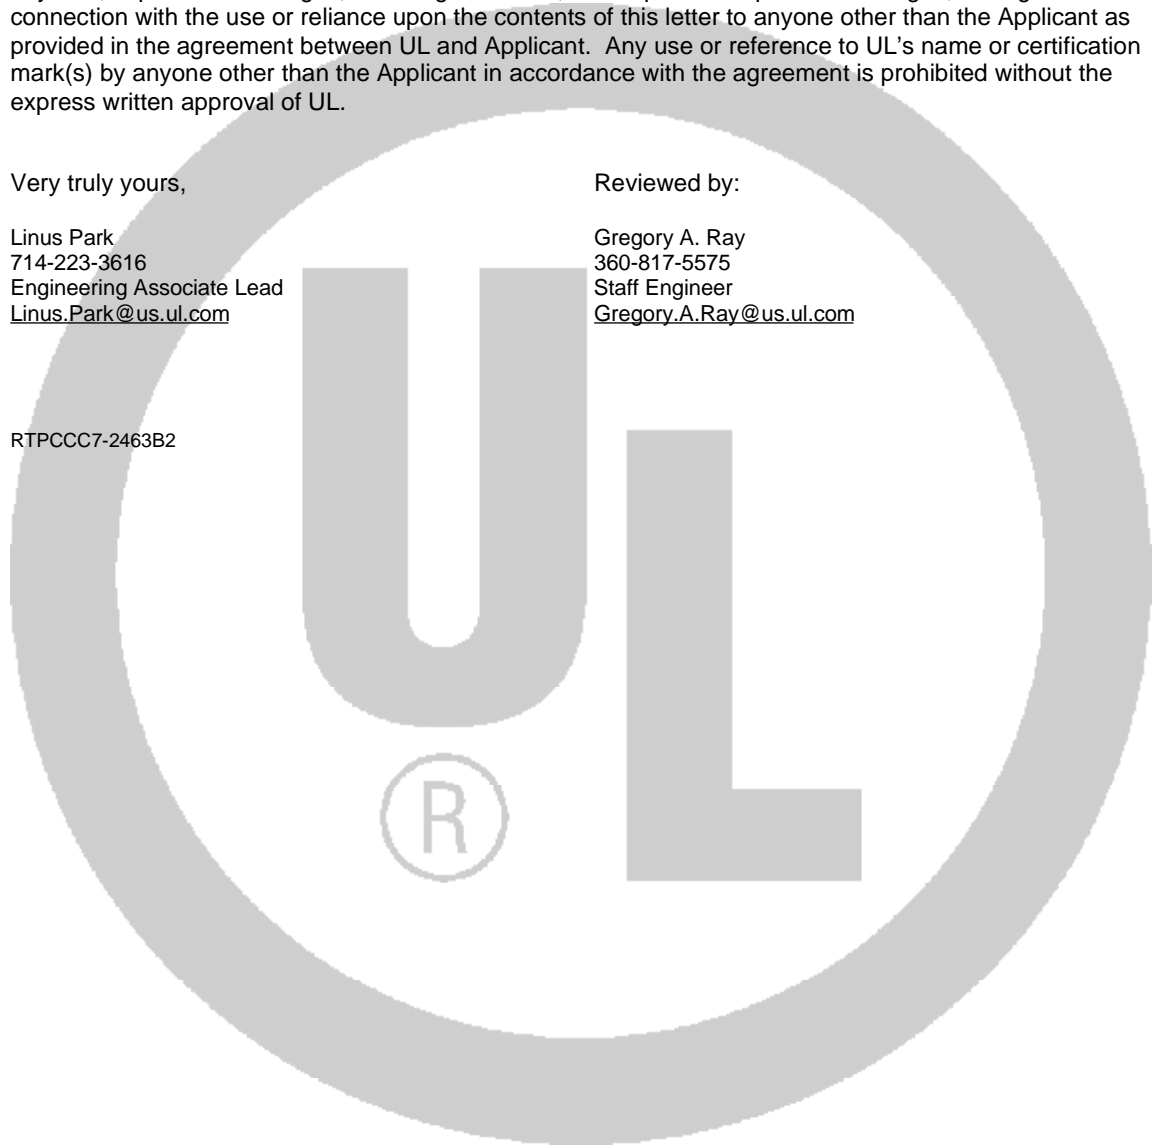 connection with the use or reliance upon the contents of this letter to anyone other than the Applicant as
provided in the agreement between UL and Applicant.  Any use or reference to UL's name or certification
mark(s) by anyone other than the Applicant in accordance with the agreement is prohibited without the
express written approval of UL.
Very truly yours,
Linus Park
714-223-3616
Engineering Associate Lead
Linus.Park@us.ul.com
Reviewed by:
Gregory A. Ray
360-817-5575
Staff Engineer
Gregory.A.Ray@us.ul.com
RTPCCC7-2463B2
UL
®